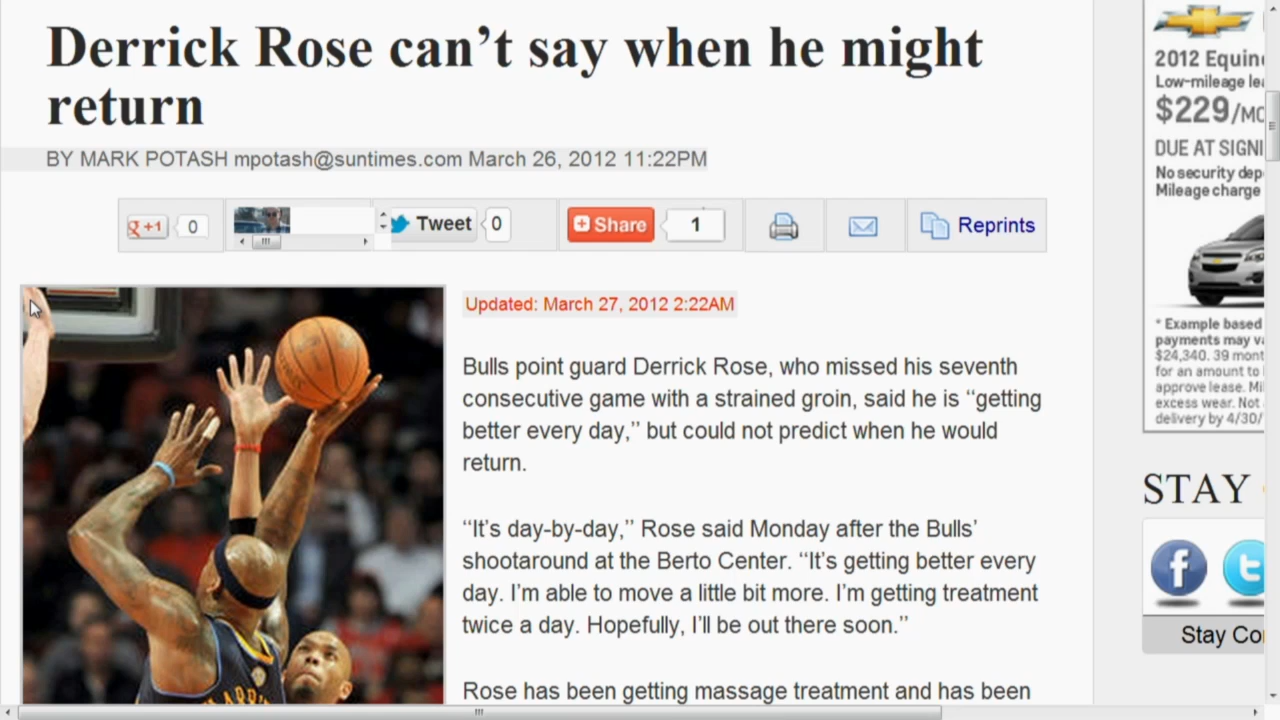 Derrick Rose can’t say when he might
return
BY MARK POTASH mpotash@suntimes.com March 26, 2012 11:22PM
+1 0
Tweet 0
Share 1
Reprints
Updated: March 27, 2012 2:22AM
Bulls point guard Derrick Rose, who missed his seventh
consecutive game with a strained groin, said he is “getting
better every day,” but could not predict when he would
return.
“It’s day-by-day,” Rose said Monday after the Bulls’
shootaround at the Berto Center. “It’s getting better every
day. I’m able to move a little bit more. I’m getting treatment
twice a day. Hopefully, I’ll be out there soon.”
Rose has been getting massage treatment and has been
2012 Equin
Low-mileage le
$229/MO
DUE AT SIGNI
No security dep
Mileage charge
* Example based
payments may va
$24,340. 39 mont
for an amount to
approve lease. Mi
excess wear. Not
delivery by 4/30/
STAY
Stay Co